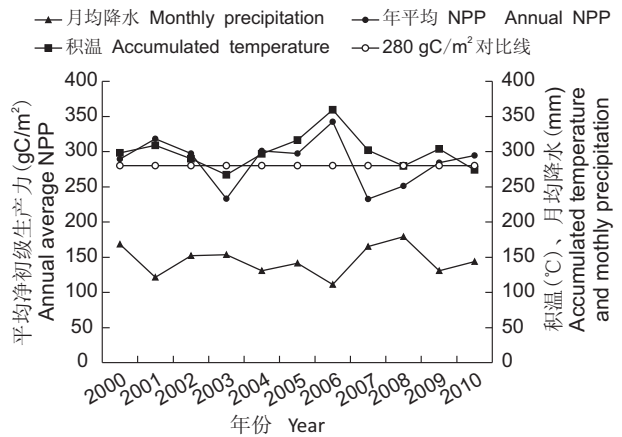 月均降水 Monthly precipitation
年平均 NPP Annual NPP
积温 Accumulated temperature
280 gC/m²对比线
平均净初级生产力(gC/m²)
Annual average NPP
400
350
300
250
200
150
100
50
0
400
350
300
250
200
150
100
50
0
积温(℃)、月均降水(mm)
Accumulated temperature
and mothly precipitation
2000 2001 2002 2003 2004 2005 2006 2007 2008 2009 2010
年份 Year